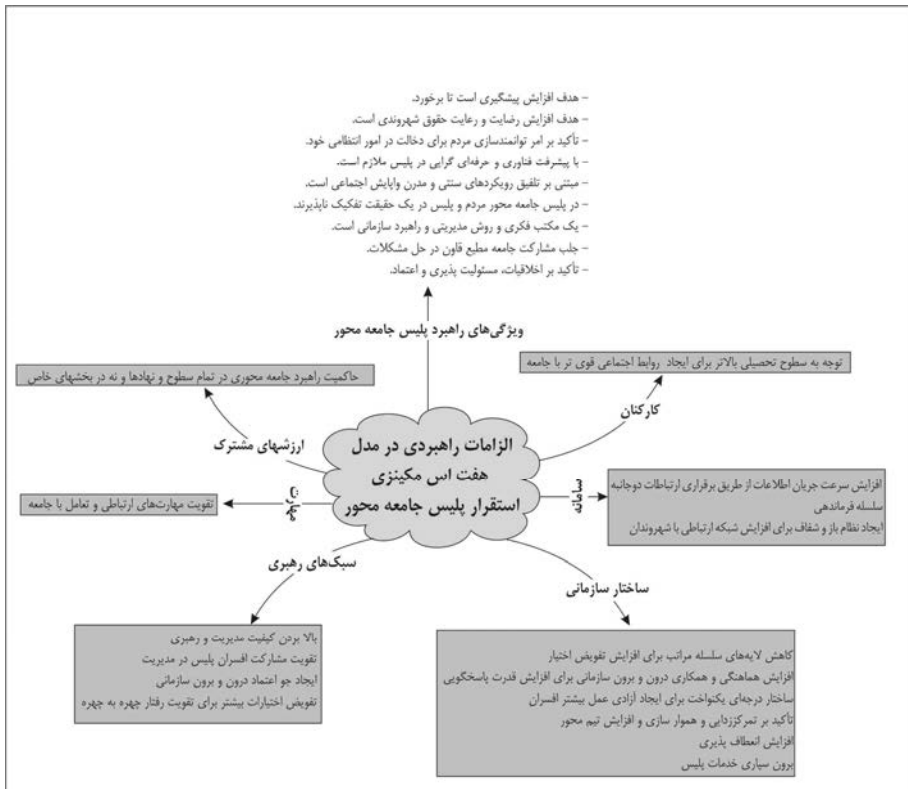 - هدف افزایش پیشگیری است تا برخورد.
- هدف افزایش رضایت و رعایت حقوق شهروندی است.
- تأکید بر امر توانمندسازی مردم برای دخالت در امور انتظامی خود.
- با پیشرفت فناوری و حرفه‌ای گرایی در پلیس ملازم است.
- مبتنی بر تلفیق رویکردهای سنتی و مدرن واپایش اجتماعی است.
- در پلیس جامعه محور مردم و پلیس در یک حقیقت تفکیک ناپذیرند.
- یک مکتب فکری و روش مدیریتی و راهبرد سازمانی است.
- جلب مشارکت جامعه مطیع قاون در حل مشکلات.
- تأکید بر اخلاقیات، مسئولیت پذیری و اعتماد.
ویژگی‌های راهبرد پلیس جامعه محور
توجه به سطوح تحصیلی بالاتر برای ایجاد روابط اجتماعی قوی تر با جامعه
کارکنان
حاکمیت راهبرد جامعه محوری در تمام سطوح و نهادها و نه در بخشهای خاص
ارزشهای مشترک
الزامات راهبردی در مدل
هفت اس مکینزی
استقرار پلیس جامعه محور
سامانه
افزایش سرعت جریان اطلاعات از طریق برقراری ارتباطات دوجانبه
سلسله فرماندهی
ایجاد نظام باز و شفاف برای افزایش شبکه ارتباطی با شهروندان
مهارت
تقویت مهارت‌های ارتباطی و تعامل با جامعه
ساختار سازمانی
کاهش لایه‌های سلسله مراتب برای افزایش تفویض اختیار
افزایش هماهنگی و همکاری درون و برون سازمانی برای افزایش قدرت پاسخگویی
ساختار درجه‌ای یکنواخت برای ایجاد آزادی عمل بیشتر افسران
تأکید بر تمرکززدایی و هموار سازی و افزایش تیم محور
افزایش انعطاف پذیری
برون سپاری خدمات پلیس
سبک‌های رهبری
بالا بردن کیفیت مدیریت و رهبری
تقویت مشارکت افسران پلیس در مدیریت
ایجاد جو اعتماد درون و برون سازمانی
تفویض اختیارات بیشتر برای تقویت رفتار چهره به چهره